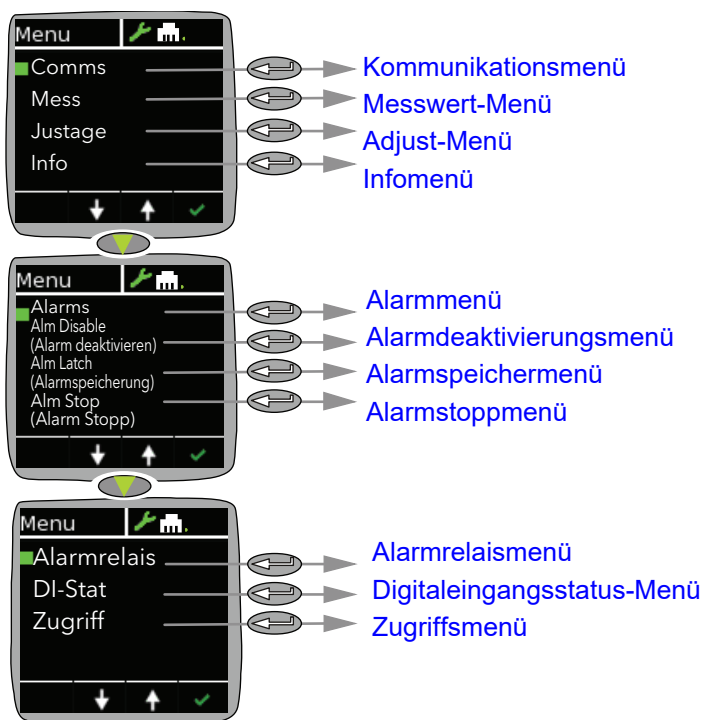 Menu
Comms
Mess
Justage
Info
Kommunikationsmenü
Messwert-Menü
Adjust-Menü
Infomenü
Menu
Alarms
Alm Disable
(Alarm deaktivieren)
Alm Latch
(Alarmspeicherung)
Alm Stop
(Alarm Stopp)
Alarmmenü
Alarmdeaktivierungsmenü
Alarmspeichermenü
Alarmstoppmenü
Menu
Alarmrelais
DI-Stat
Zugriff
Alarmrelaismenü
Digitaleingangsstatus-Menü
Zugriffsmenü